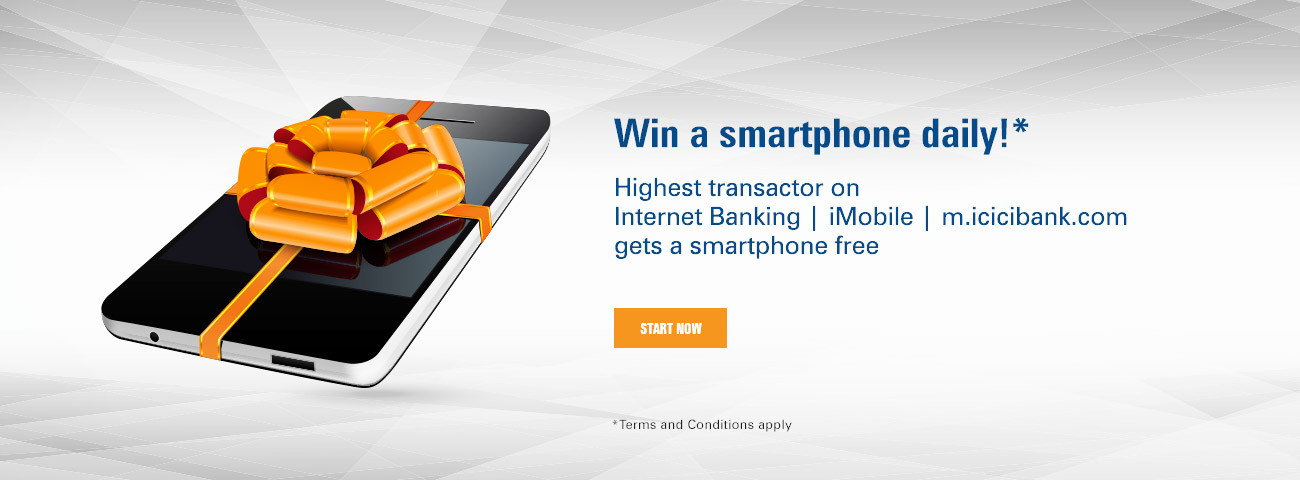 Win a smartphone daily!*
Highest transactor on
Internet Banking | iMobile | m.icicibank.com
gets a smartphone free
START NOW
*Terms and Conditions apply